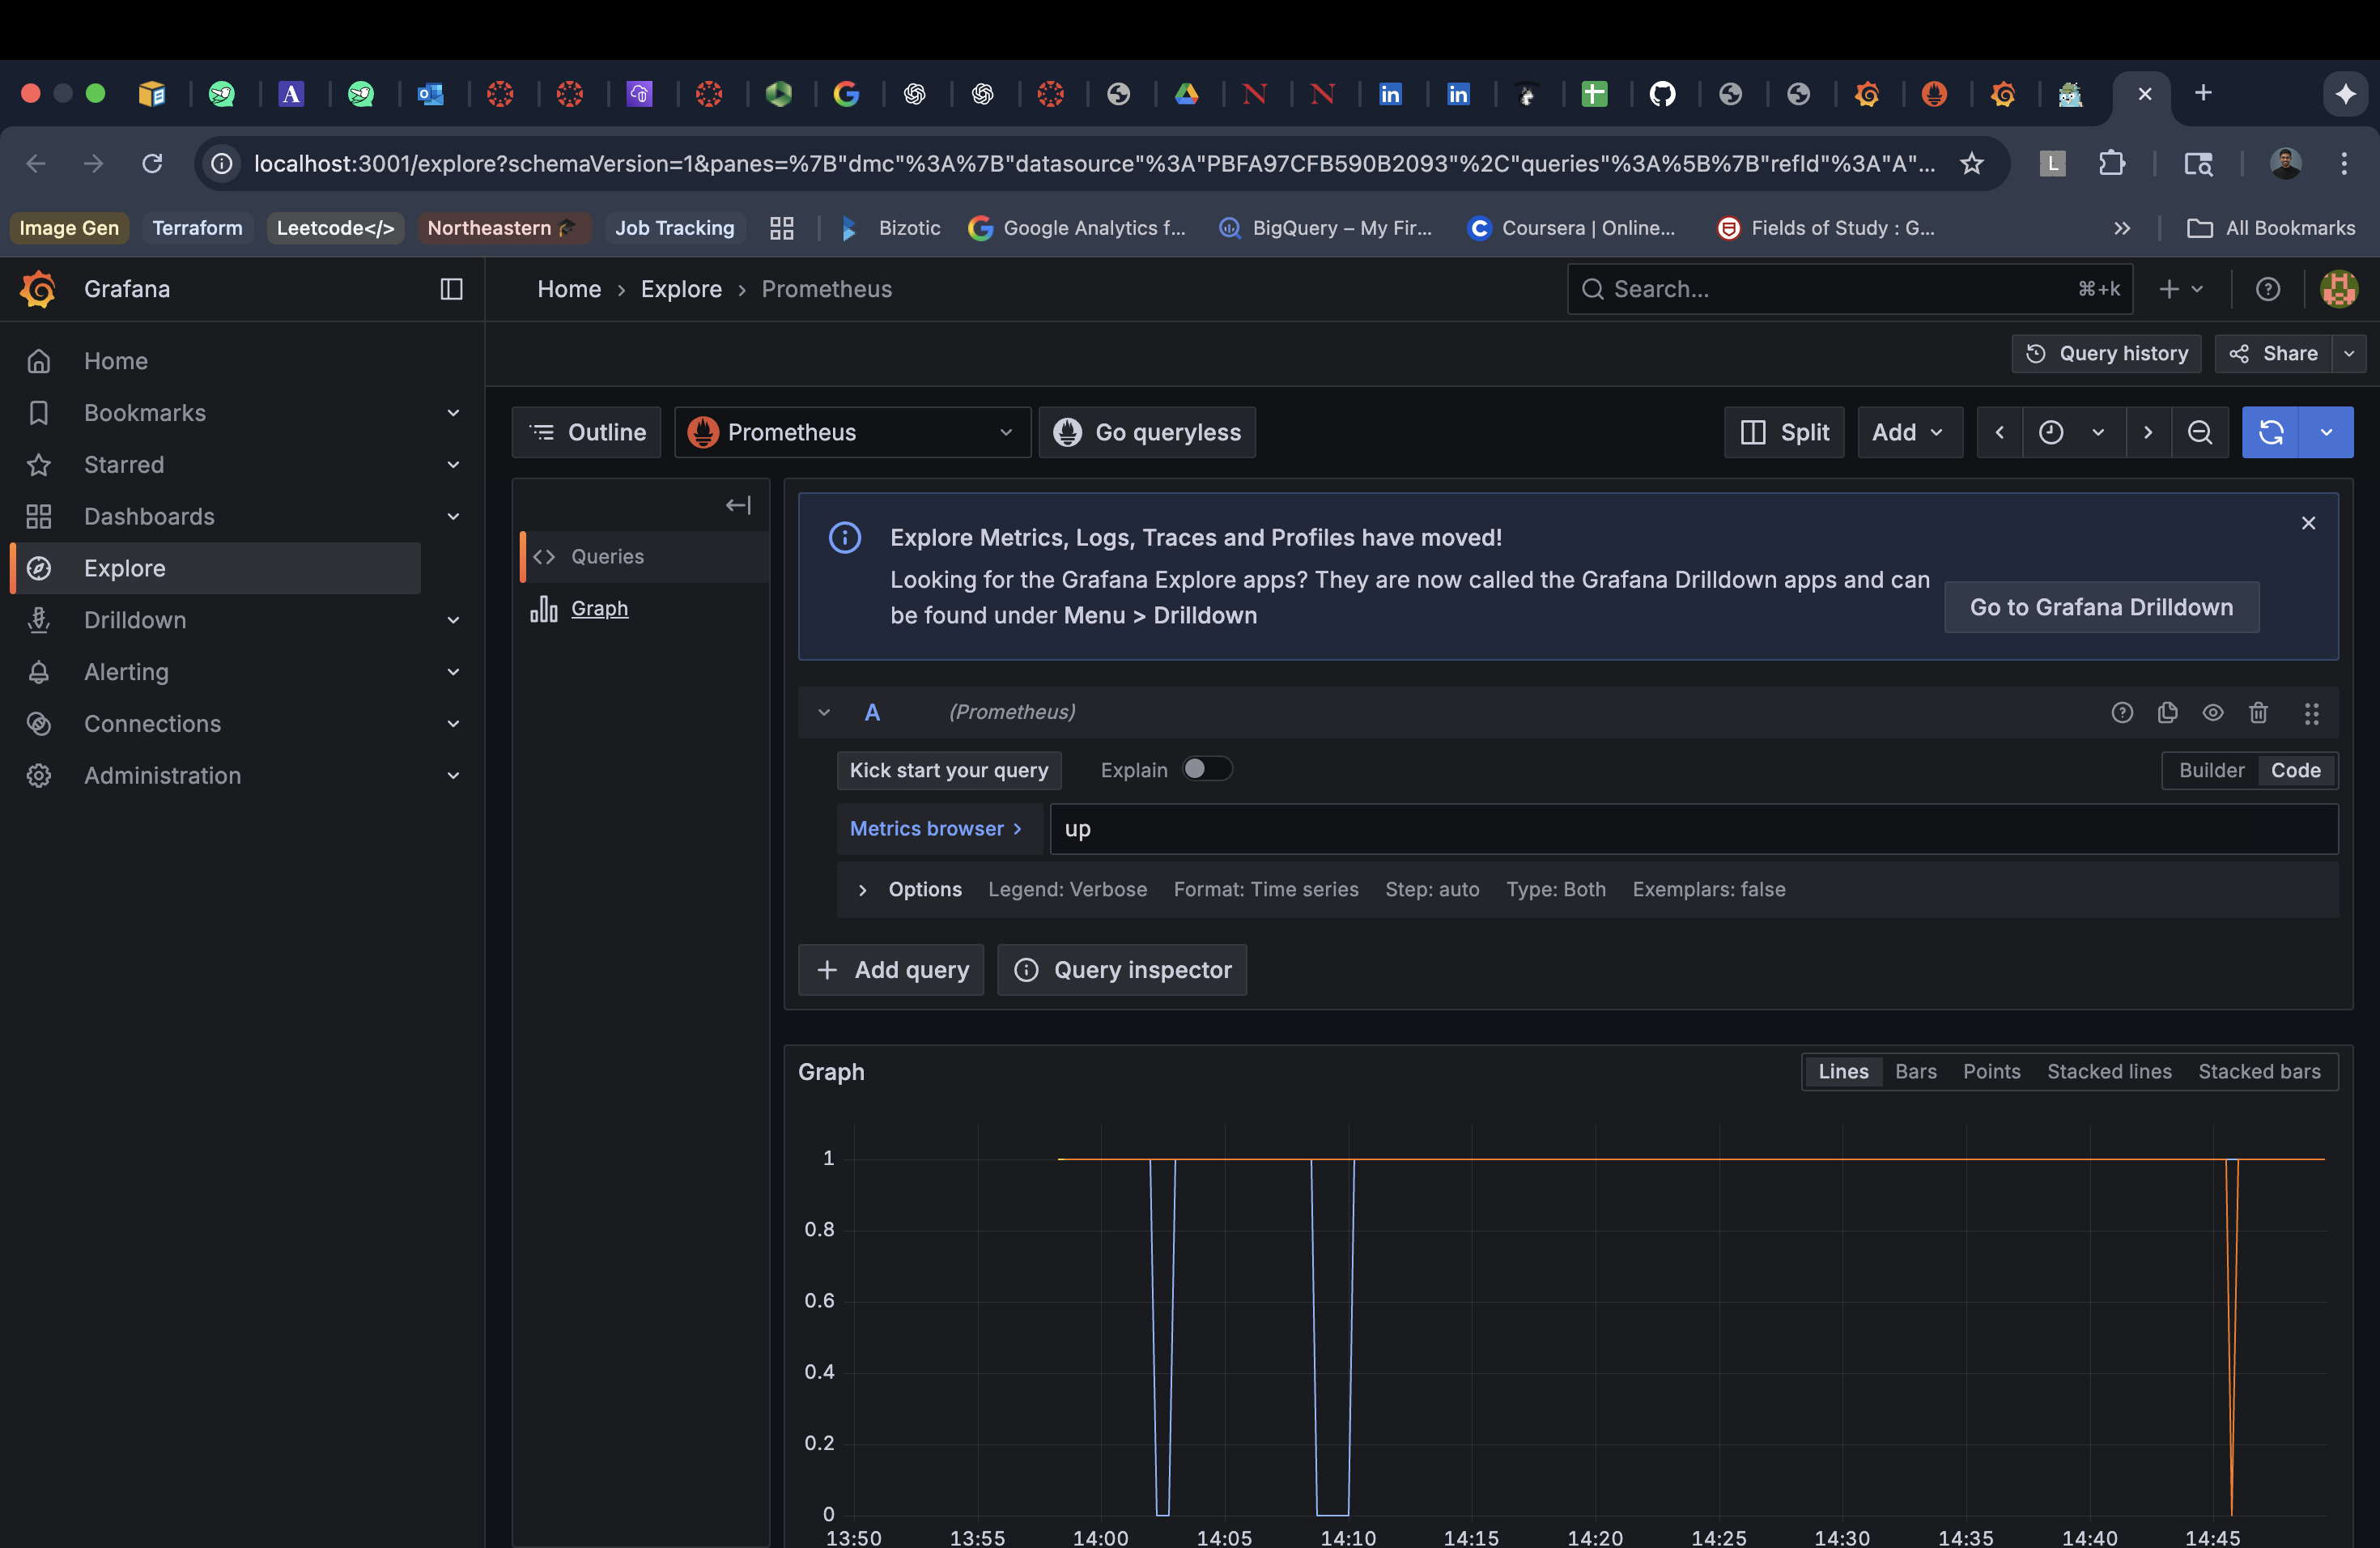 localhost:3001/explore?schemaVersion=1&panes=%7B"dmc"%3A%7B"datasource"%3A"PBFA97CFB590B2093"%2C"queries"%3A%5B%7B"refId"%3A"A"...
L
Image Gen Terraform Leetcode</> Northeastern 🎓 Job Tracking Bizotic Google Analytics f... BigQuery – My Fir... Coursera | Online... Fields of Study : G... All Bookmarks
Grafana
Home › Explore › Prometheus
Search... ⌘+k
Home
Bookmarks
Starred
Dashboards
Explore
Drilldown
Alerting
Connections
Administration
Query history Share
Outline Prometheus Go queryless Split Add
Queries
Graph
Explore Metrics, Logs, Traces and Profiles have moved!
Looking for the Grafana Explore apps? They are now called the Grafana Drilldown apps and can
be found under Menu > Drilldown
Go to Grafana Drilldown
A (Prometheus)
Kick start your query Explain Builder Code
Metrics browser > up
Options Legend: Verbose Format: Time series Step: auto Type: Both Exemplars: false
+ Add query Query inspector
Graph Lines Bars Points Stacked lines Stacked bars
1
0.8
0.6
0.4
0.2
0
13:50 13:55 14:00 14:05 14:10 14:15 14:20 14:25 14:30 14:35 14:40 14:45